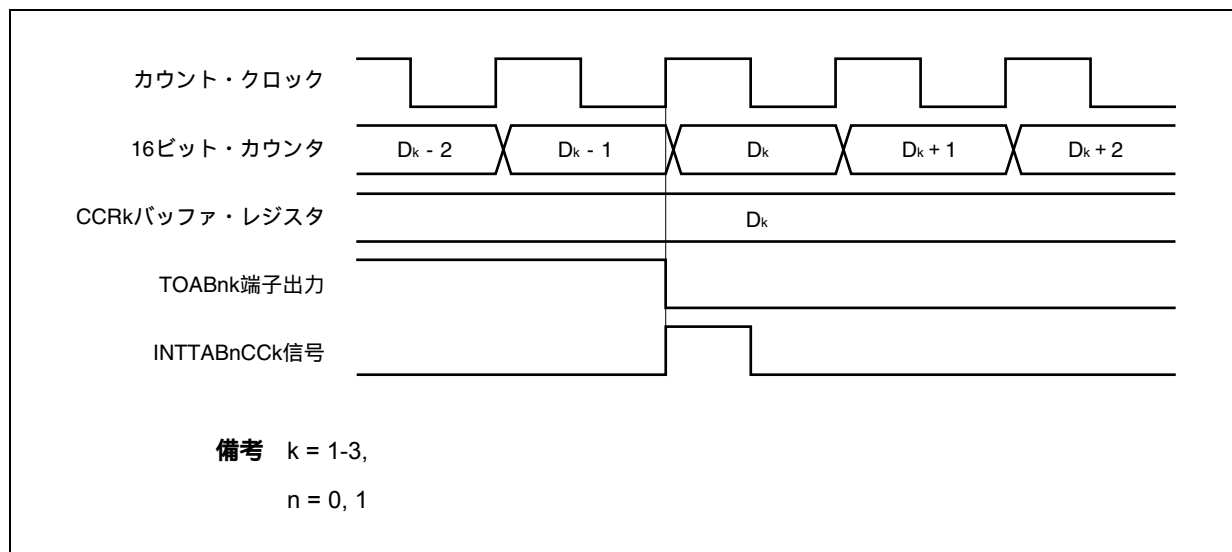 カウント・クロック
16ビット・カウンタ Dk - 2 Dk - 1 Dk Dk + 1 Dk + 2
CCRkバッファ・レジスタ Dk
TOABnk端子出力
INTTABnCCk信号
備考 k = 1-3,
n = 0, 1